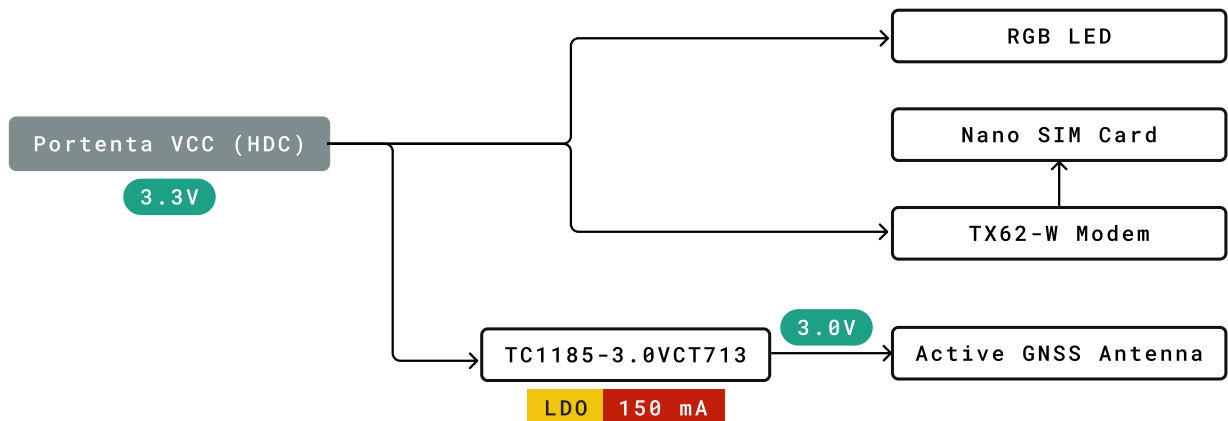 RGB LED
Portenta VCC (HDC)
3.3V
Nano SIM Card
TX62-W Modem
3.0V
TC1185-3.0VCT713
Active GNSS Antenna
LDO 150 mA